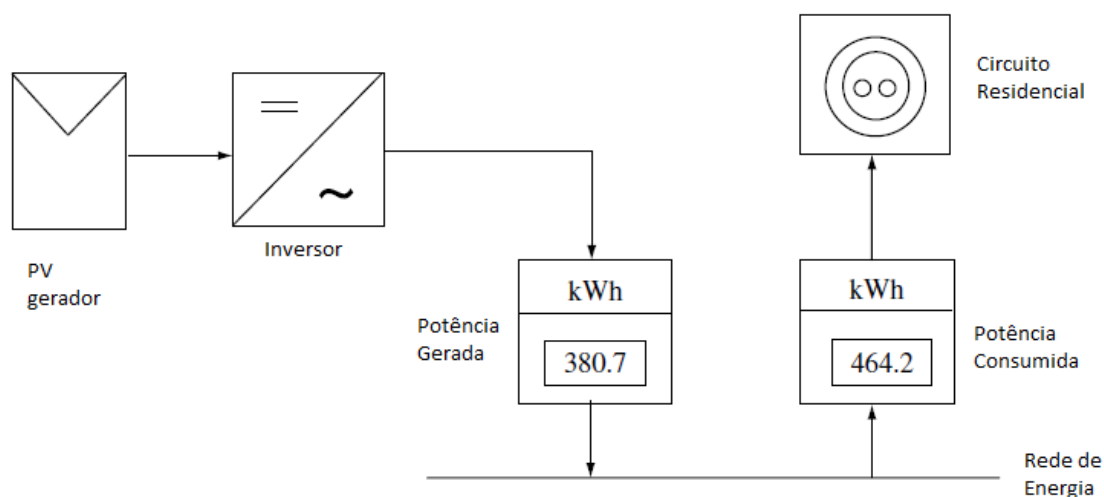 PV
gerador
Inversor
kWh
Potência
Gerada
380.7
Circuito
Residencial
kWh
Potência
Consumida
464.2
Rede de
Energia